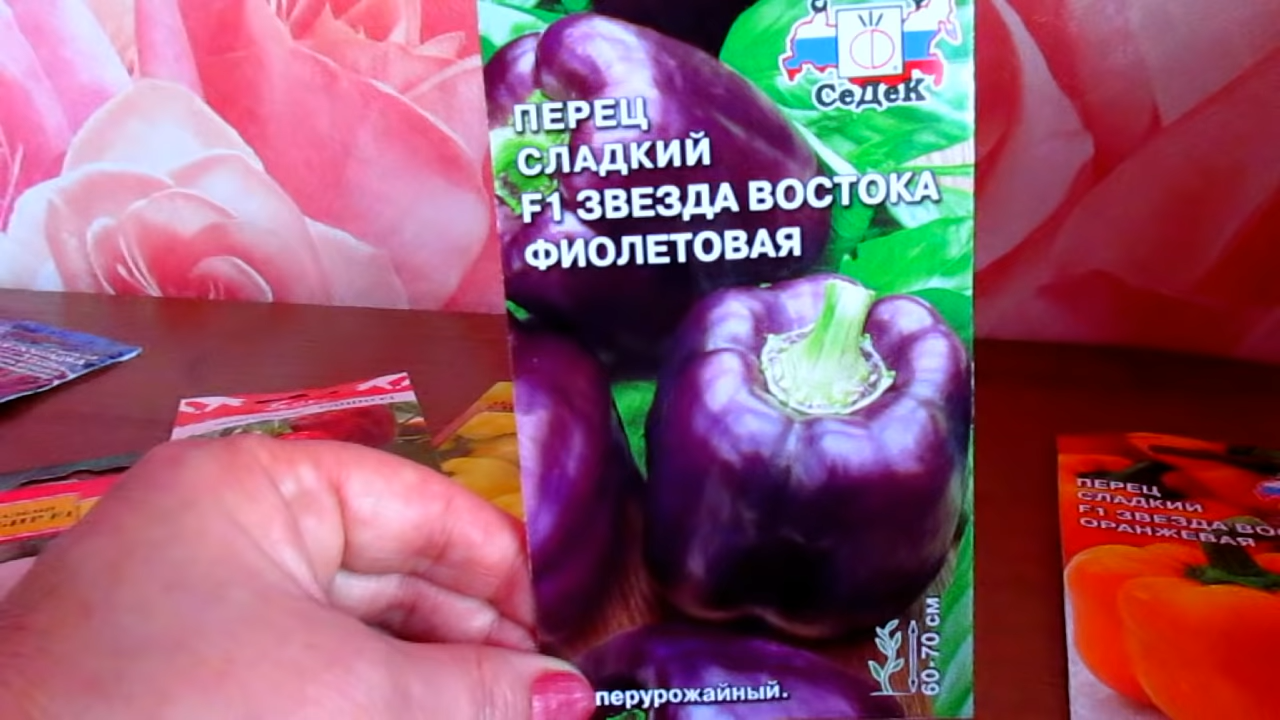 СеДеК
ПЕРЕЦ
СЛАДКИЙ
F1 ЗВЕЗДА ВОСТОКА
ФИОЛЕТОВАЯ
60-70 см
перурожайный.
ПЕРЕЦ
СЛАДКИЙ
F1 ЗВЕЗДА ВОС
ОРАНЖЕВАЯ